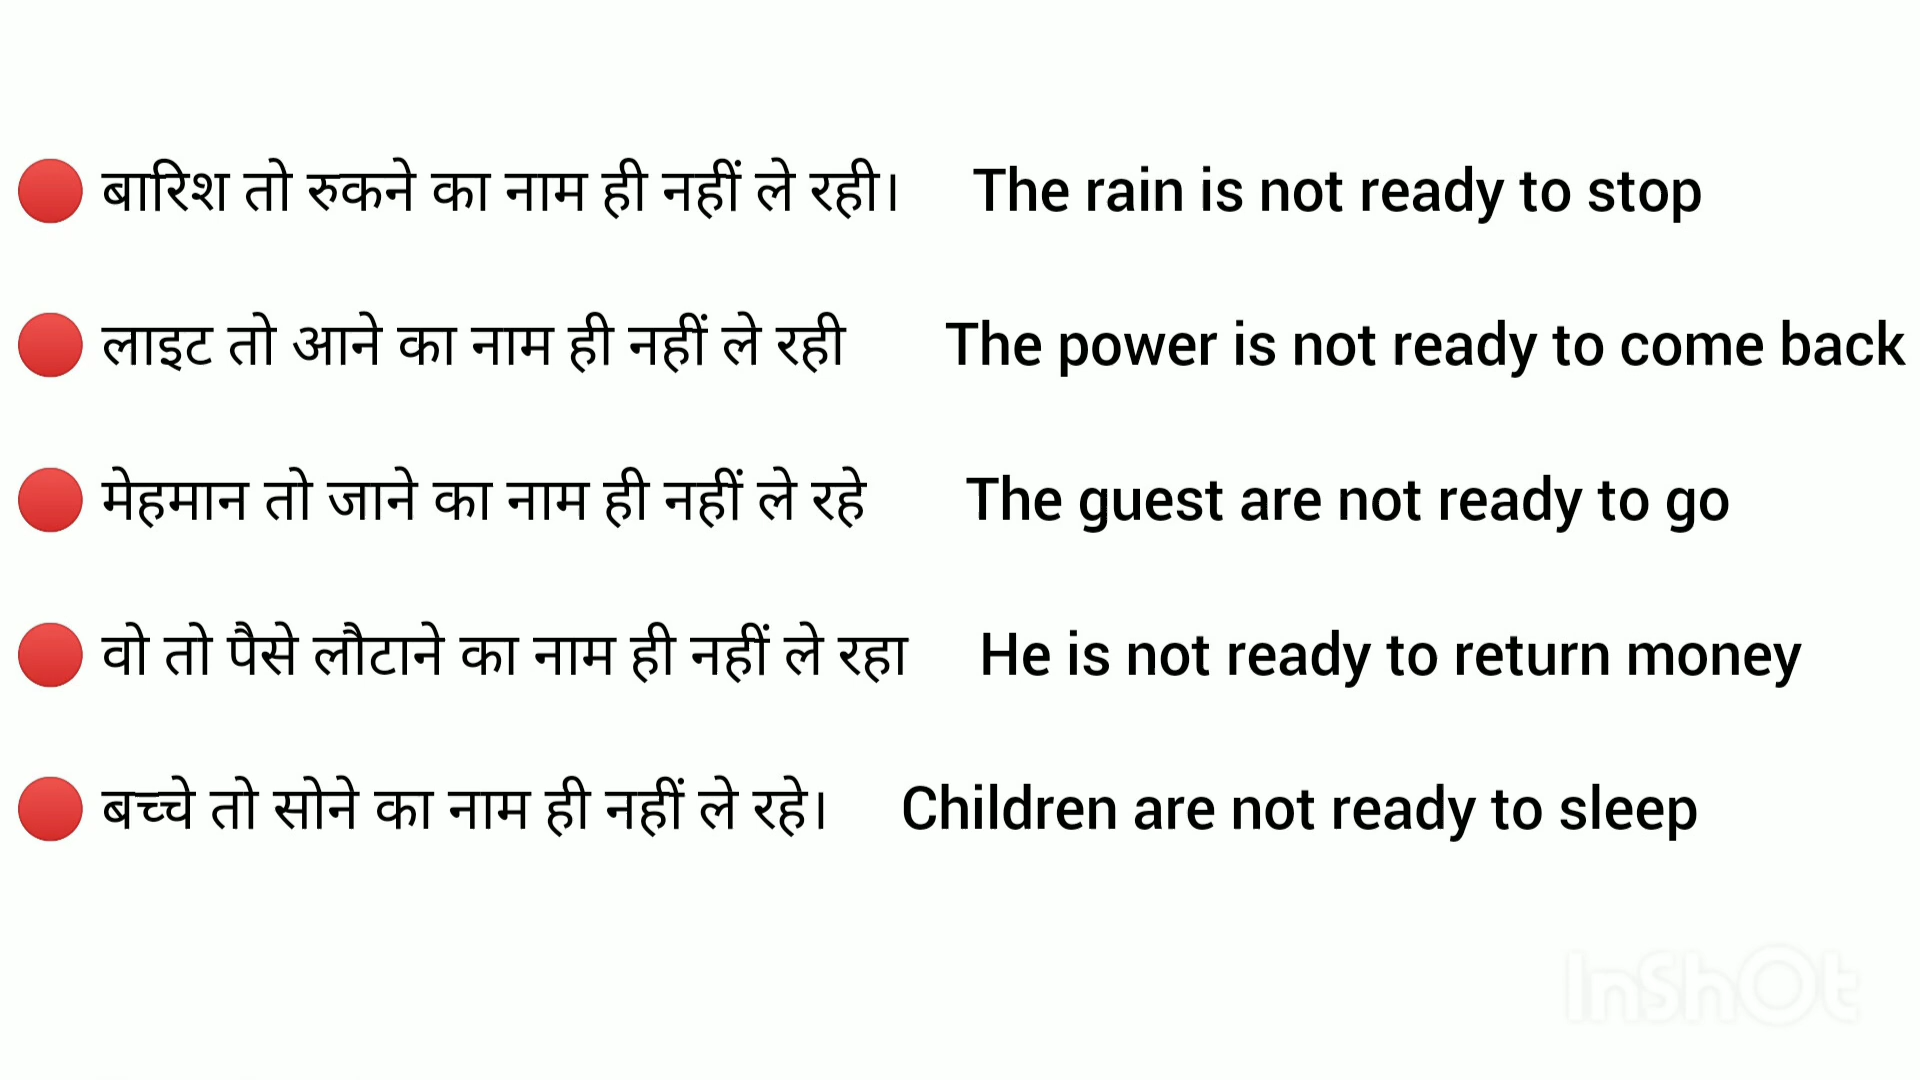 बारिश तो रुकने का नाम ही नहीं ले रही। The rain is not ready to stop
लाइट तो आने का नाम ही नहीं ले रही The power is not ready to come back
मेहमान तो जाने का नाम ही नहीं ले रहे The guest are not ready to go
वो तो पैसे लौटाने का नाम ही नहीं ले रहा He is not ready to return money
बच्चे तो सोने का नाम ही नहीं ले रहे। Children are not ready to sleep
InShOt